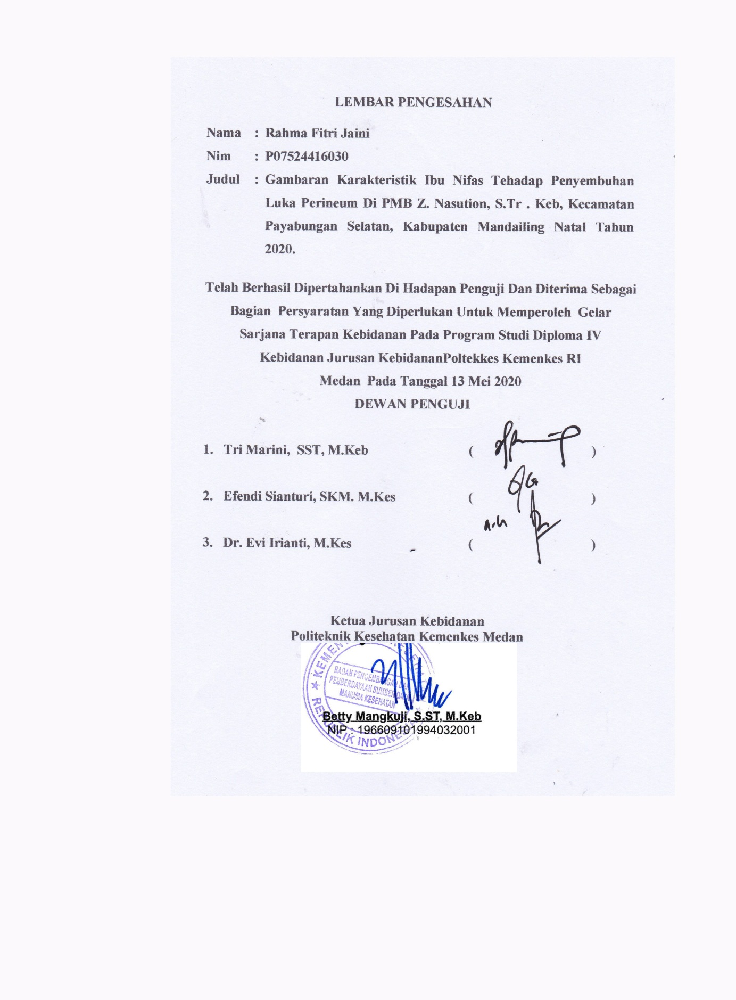 LEMBAR PENGESAHAN
Nama : Rahma Fitri Jaini
Nim : P07524416030
Judul : Gambaran Karakteristik Ibu Nifas Tehadap Penyembuhan
Luka Perineum Di PMB Z. Nasution, S.Tr . Keb, Kecamatan
Payabungan Selatan, Kabupaten Mandailing Natal Tahun
2020.
Telah Berhasil Dipertahankan Di Hadapan Penguji Dan Diterima Sebagai
Bagian Persyaratan Yang Diperlukan Untuk Memperoleh Gelar
Sarjana Terapan Kebidanan Pada Program Studi Diploma IV
Kebidanan Jurusan KebidananPoltekkes Kemenkes RI
Medan Pada Tanggal 13 Mei 2020
DEWAN PENGUJI
1. Tri Marini, SST, M.Keb ( )
2. Efendi Sianturi, SKM. M.Kes ( )
3. Dr. Evi Irianti, M.Kes ( )
Ketua Jurusan Kebidanan
Politeknik Kesehatan Kemenkes Medan
BADAN PENGEMBANGAN DAN
PEMBERDAYAAN SUMBER DAYA
MANUSIA KESEHATAN
REPUBLIK INDONESIA
Betty Mangkuji, S.ST, M.Keb
NIP : 196609101994032001